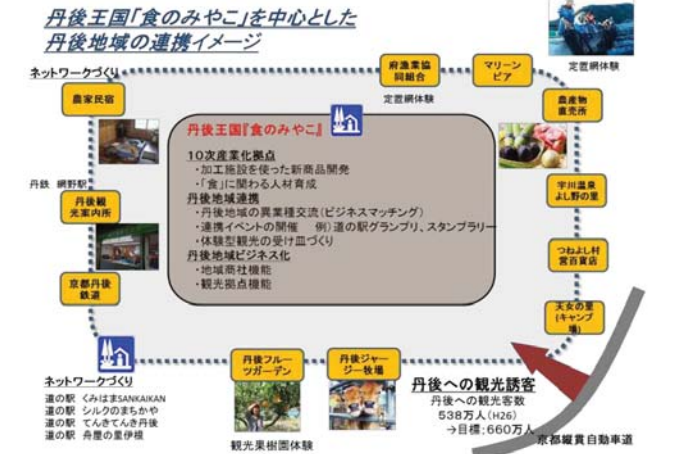 丹後王国「食のみやこ」を中心とした
丹後地域の連携イメージ
ネットワークづくり
農家民宿
府漁業協
同組合
定置網体験
マリーン
ピア
定置網体験
農産物
直売所
丹後王国『食のみやこ』
10次産業化拠点
・加工施設を使った新商品開発
・「食」に関わる人材育成
丹後地域連携
・丹後地域の異業種交流(ビジネスマッチング)
・連携イベントの開催 例)道の駅グランプリ、スタンプラリー
・体験型観光の受け皿づくり
丹後地域ビジネス化
・地域商社機能
・観光拠点機能
丹鉄 網野駅
丹後観
光案内所
京都丹後
鉄道
宇川温泉
よし野の里
つねよし村
営百貨店
天女の里
(キャンプ
場)
ネットワークづくり
道の駅 くみはまSANKAIKAN
道の駅 シルクのまちかや
道の駅 てんきてんき丹後
道の駅 舟屋の里伊根
丹後フルー
ツガーデン
観光果樹園体験
丹後ジャー
ジー牧場
丹後への観光誘客
丹後への観光客数
538万人(H26)
→目標:660万人
京都縦貫自動車道